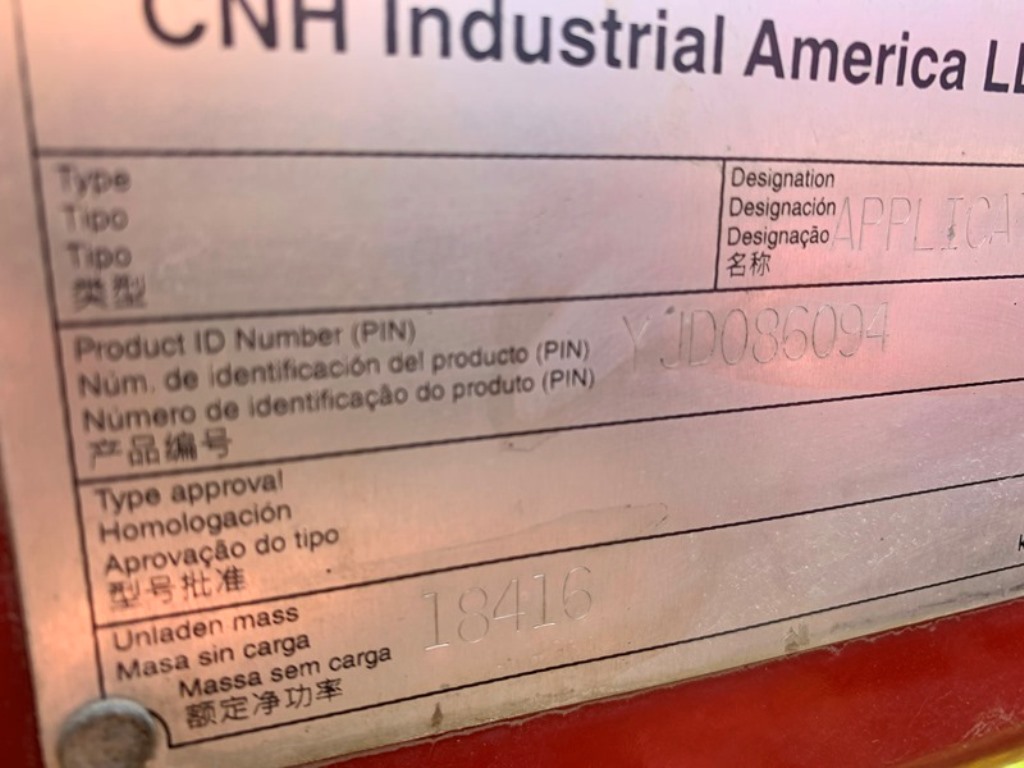 CNH Industrial America
Type
Tipo
Tipo
类型
Designation
Designación
Designação
名称
Product ID Number (PIN)
Núm. de identificación del producto (PIN)
Número de identificação do produto (PIN)
产品编号
YJD086094
Type approval
Homologación
Aprovação do tipo
型号批准
Unladen mass
Masa sin carga
Massa sem carga
额定净功率
18416